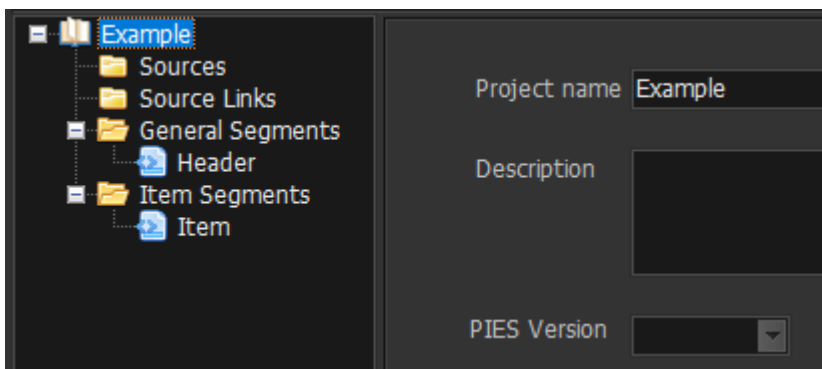 Example
Sources
Source Links
General Segments
Header
Item Segments
Item
Project name Example
Description
PIES Version